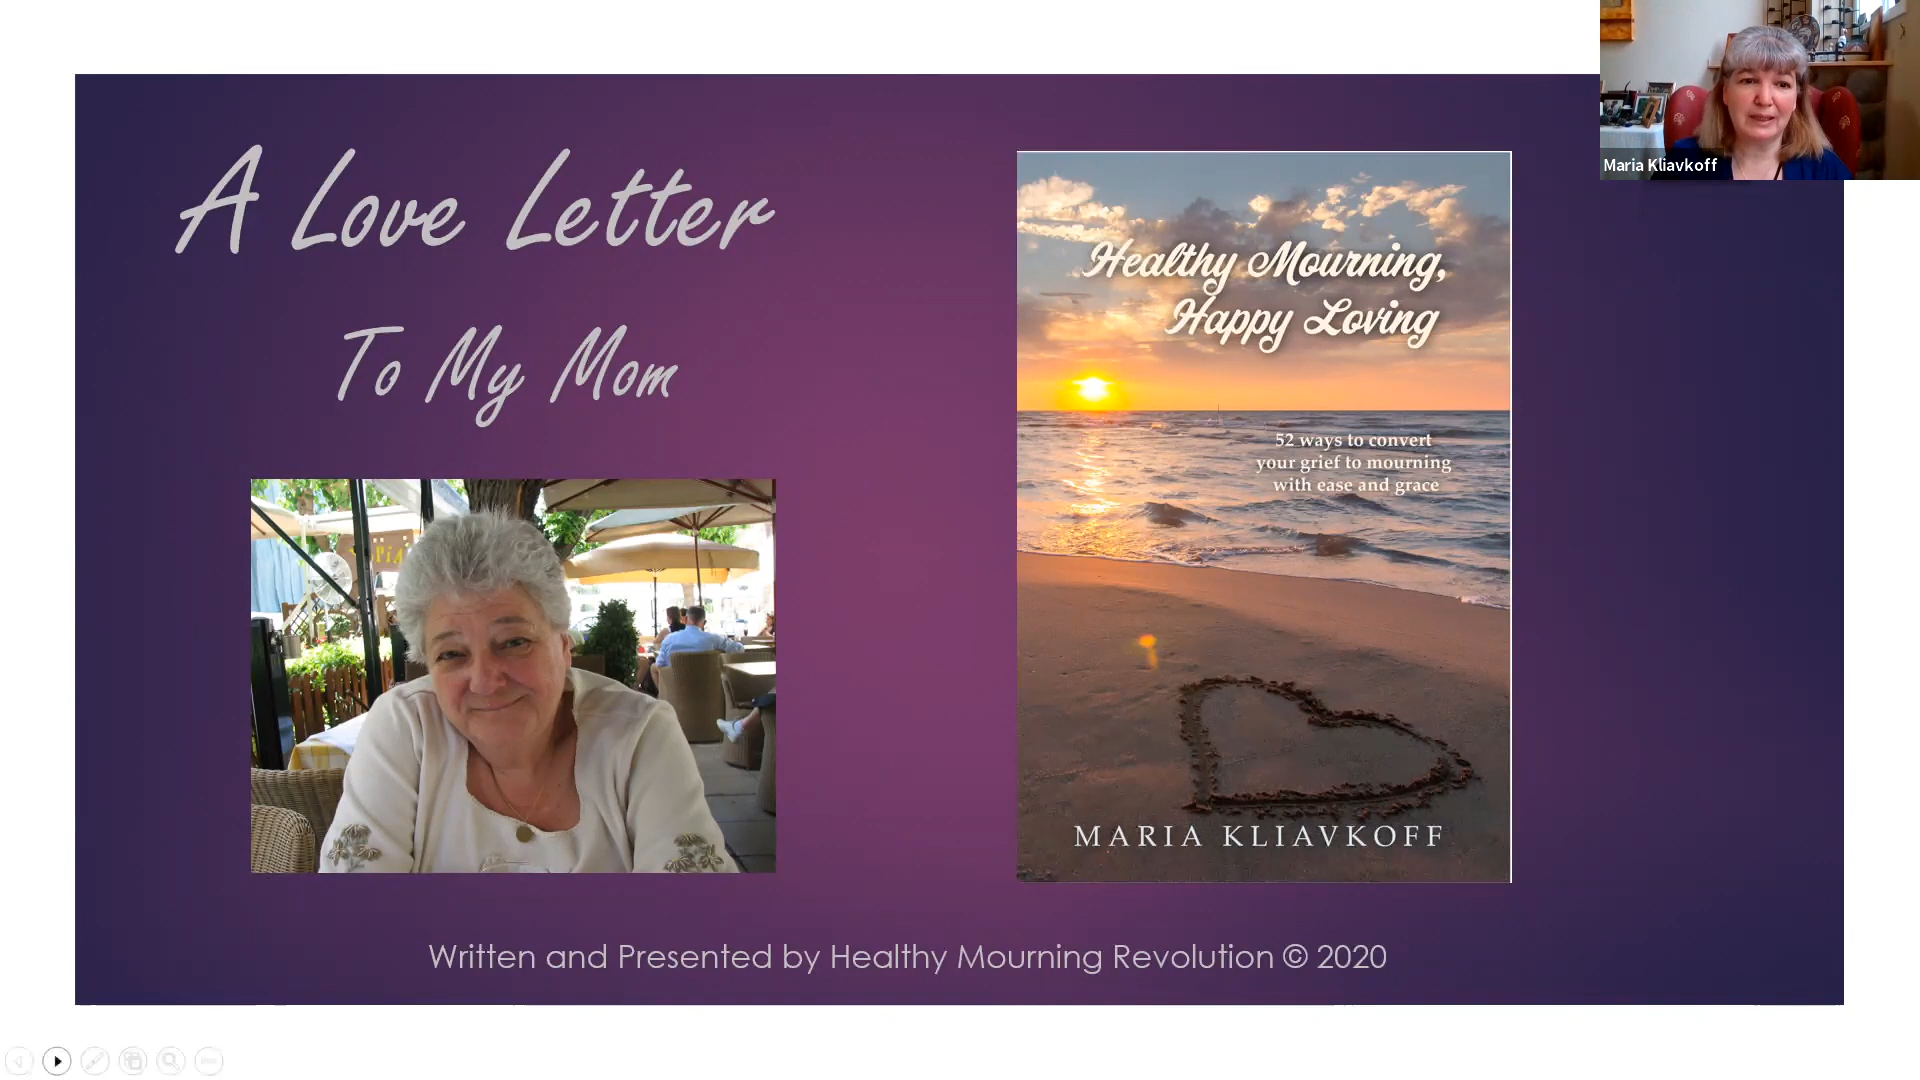 A Love Letter
To My Mom
Healthy Mourning,
Happy Loving
52 ways to convert
your grief to mourning
with ease and grace
MARIA KLIAVKOFF
Written and Presented by Healthy Mourning Revolution © 2020
Maria Kliavkoff